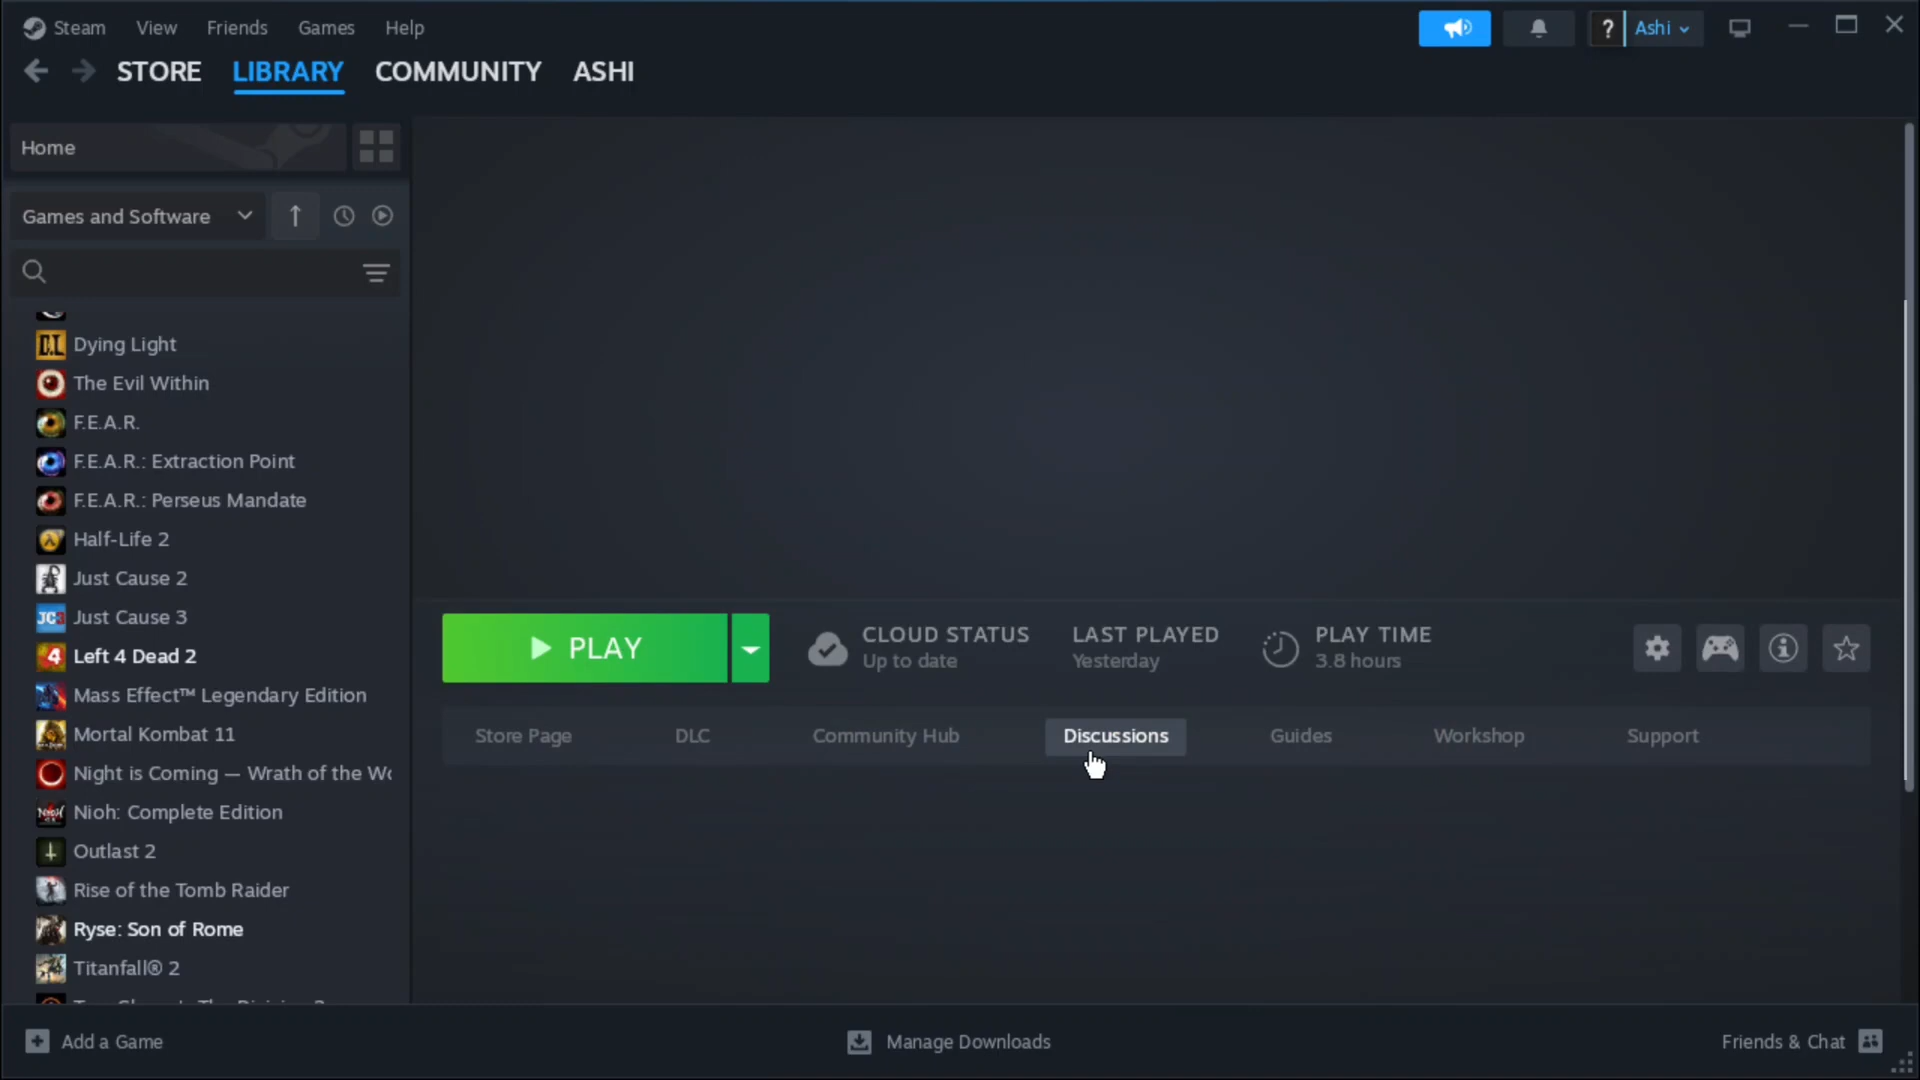 Steam View Friends Games Help
? Ashi
STORE LIBRARY COMMUNITY ASHI
Home
Games and Software
Dying Light
The Evil Within
F.E.A.R.
F.E.A.R.: Extraction Point
F.E.A.R.: Perseus Mandate
Half-Life 2
Just Cause 2
JC3 Just Cause 3
Left 4 Dead 2
Mass Effect™ Legendary Edition
Mortal Kombat 11
Night is Coming — Wrath of the
Nioh: Complete Edition
Outlast 2
Rise of the Tomb Raider
Ryse: Son of Rome
Titanfall® 2
PLAY
CLOUD STATUS
Up to date
LAST PLAYED
Yesterday
PLAY TIME
3.8 hours
Store Page DLC Community Hub Discussions Guides Workshop Support
Add a Game
Manage Downloads
Friends & Chat